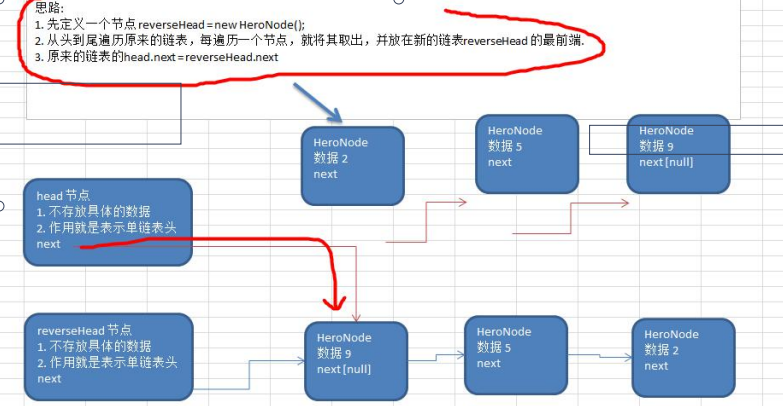 思路:
1. 先定义一个节点 reverseHead = new HeroNode();
2. 从头到尾遍历原来的链表，每遍历一个节点，就将其取出，并放在新的链表reverseHead 的最前端.
3. 原来的链表的head.next = reverseHead.next
HeroNode
数据 2
next
HeroNode
数据 5
next
HeroNode
数据 9
next[null]
head 节点
1. 不存放具体的数据
2. 作用就是表示单链表头
next
reverseHead 节点
1. 不存放具体的数据
2. 作用就是表示单链表头
next
HeroNode
数据 9
next[null]
HeroNode
数据 5
next
HeroNode
数据 2
next